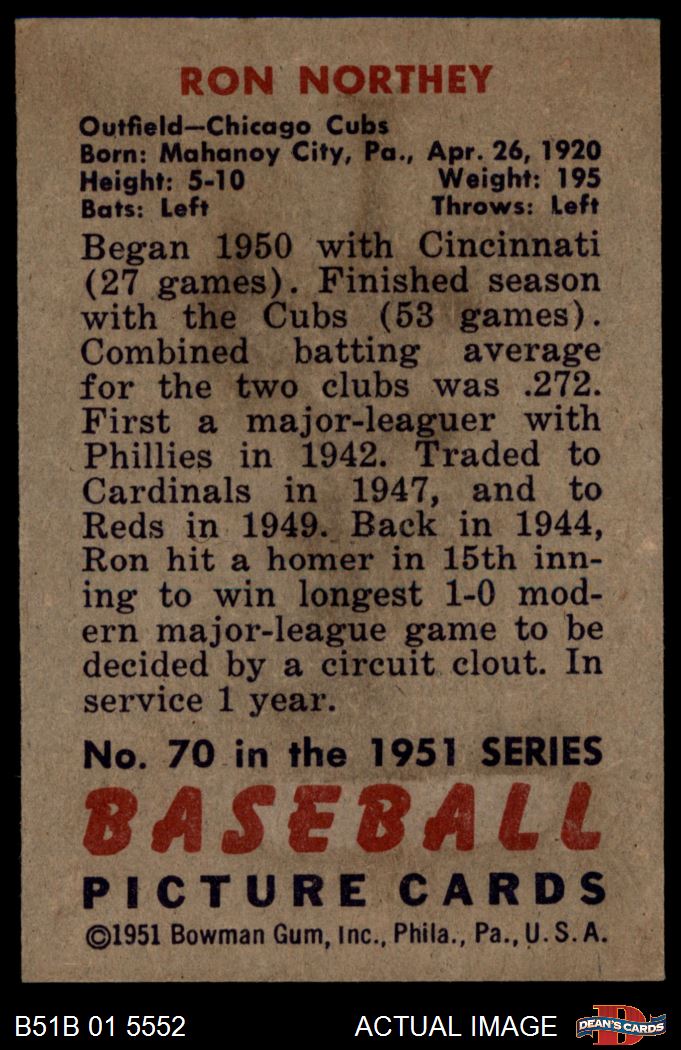 RON NORTHEY
Outfield—Chicago Cubs
Born: Mahanoy City, Pa., Apr. 26, 1920
Height: 5-10 Weight: 195
Bats: Left Throws: Left
Began 1950 with Cincinnati
(27 games). Finished season
with the Cubs (53 games).
Combined batting average
for the two clubs was .272.
First a major-leaguer with
Phillies in 1942. Traded to
Cardinals in 1947, and to
Reds in 1949. Back in 1944,
Ron hit a homer in 15th inn-
ing to win longest 1-0 mod-
ern major-league game to be
decided by a circuit clout. In
service 1 year.
No. 70 in the 1951 SERIES
BASEBALL
PICTURE CARDS
©1951 Bowman Gum, Inc., Phila., Pa., U. S. A.
B51B 01 5552 ACTUAL IMAGE DEAN'S CARDS